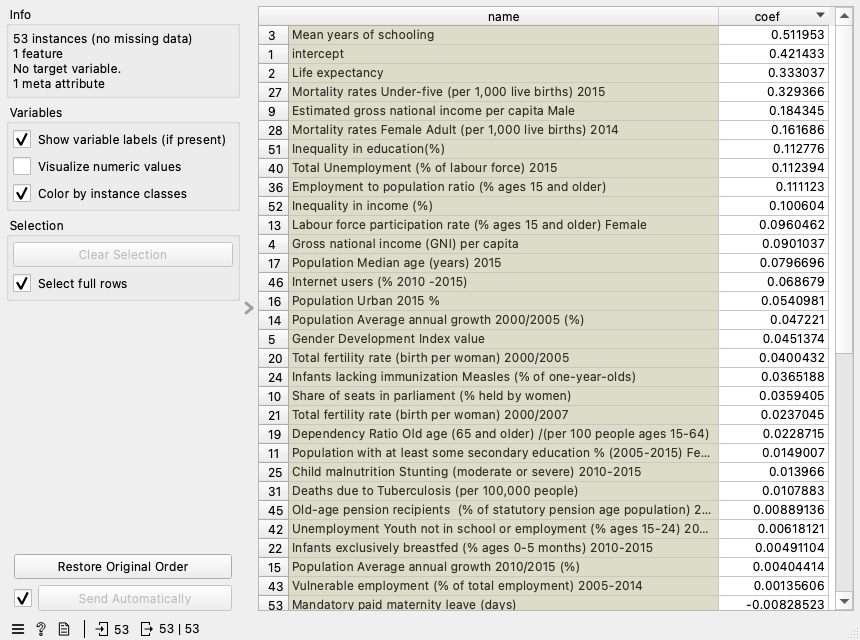 Info
53 instances (no missing data)
1 feature
No target variable.
1 meta attribute
Variables
Show variable labels (if present)
Visualize numeric values
Color by instance classes
Selection
Clear Selection
Select full rows
Restore Original Order
Send Automatically
53
53 | 53
name coef
3 Mean years of schooling 0.511953
1 intercept 0.421433
2 Life expectancy 0.333037
27 Mortality rates Under-five (per 1,000 live births) 2015 0.329366
9 Estimated gross national income per capita Male 0.184345
28 Mortality rates Female Adult (per 1,000 live births) 2014 0.161686
51 Inequality in education(%) 0.112776
40 Total Unemployment (% of labour force) 2015 0.112394
36 Employment to population ratio (% ages 15 and older) 0.111123
52 Inequality in income (%) 0.100604
13 Labour force participation rate (% ages 15 and older) Female 0.0960462
4 Gross national income (GNI) per capita 0.0901037
17 Population Median age (years) 2015 0.0796696
46 Internet users (% 2010 -2015) 0.068679
16 Population Urban 2015 % 0.0540981
14 Population Average annual growth 2000/2005 (%) 0.047221
5 Gender Development Index value 0.0451374
20 Total fertility rate (birth per woman) 2000/2005 0.0400432
24 Infants lacking immunization Measles (% of one-year-olds) 0.0365188
10 Share of seats in parliament (% held by women) 0.0359405
21 Total fertility rate (birth per woman) 2000/2007 0.0237045
19 Dependency Ratio Old age (65 and older) /(per 100 people ages 15-64) 0.0228715
11 Population with at least some secondary education % (2005-2015) Fe... 0.0149007
25 Child malnutrition Stunting (moderate or severe) 2010-2015 0.013966
31 Deaths due to Tuberculosis (per 100,000 people) 0.0107883
45 Old-age pension recipients  (% of statutory pension age population) 2... 0.00889136
42 Unemployment Youth not in school or employment (% ages 15-24) 20... 0.00618121
22 Infants exclusively breastfed (% ages 0-5 months) 2010-2015 0.00491104
15 Population Average annual growth 2010/2015 (%) 0.00404414
43 Vulnerable employment (% of total employment) 2005-2014 0.00135606
53 Mandatory paid maternity leave (days) -0.00828523